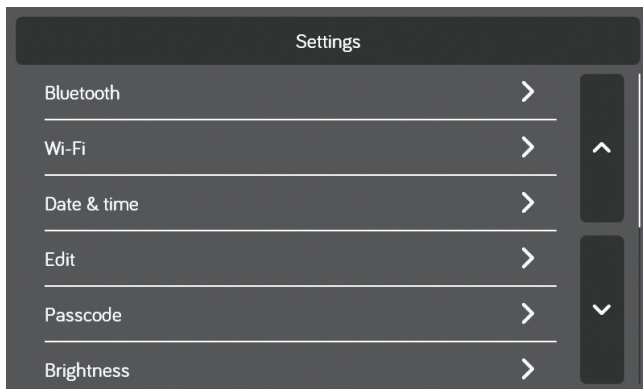 Settings
Bluetooth
Wi-Fi
Date & time
Edit
Passcode
Brightness